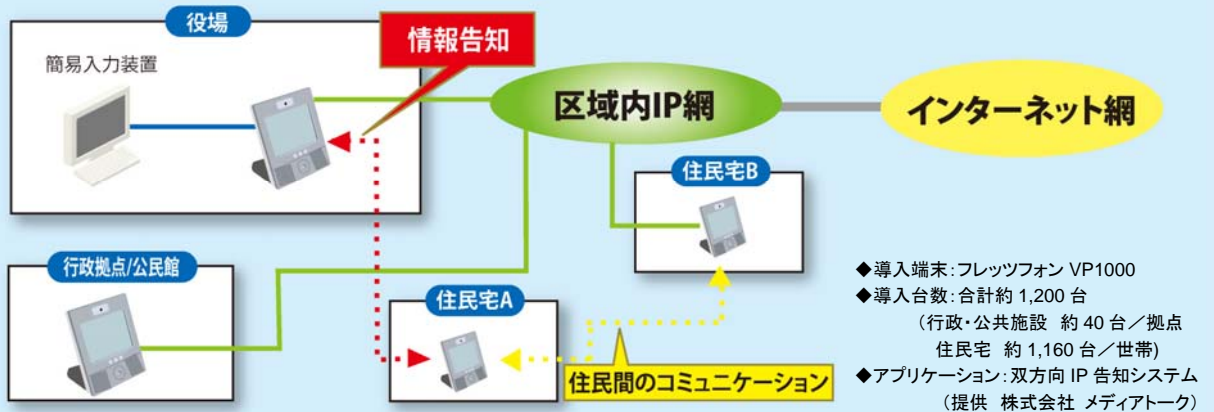 役場
簡易入力装置
情報告知
区域内IP網
インターネット網
住民宅B
行政拠点/公民館
住民宅A
住民間のコミュニケーション
◆導入端末：フレッツフォン VP1000
◆導入台数：合計約 1,200 台
（行政・公共施設 約 40 台／拠点
住民宅 約 1,160 台／世帯)
◆アプリケーション：双方向 IP 告知システム
（提供 株式会社 メディアトーク）